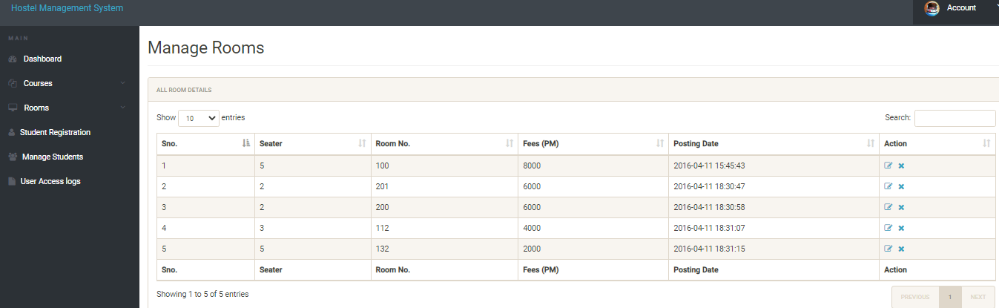 Hostel Management System
Account
MAIN
Dashboard
Courses
Rooms
Student Registration
Manage Students
User Access logs
Manage Rooms
ALL ROOM DETAILS
Show 10 entries Search:
Sno. Seater Room No. Fees (PM) Posting Date Action
1 5 100 8000 2016-04-11 15:45:43
2 2 201 6000 2016-04-11 18:30:47
3 2 200 6000 2016-04-11 18:30:58
4 3 112 4000 2016-04-11 18:31:07
5 5 132 2000 2016-04-11 18:31:15
Sno. Seater Room No. Fees (PM) Posting Date Action
Showing 1 to 5 of 5 entries
PREVIOUS 1 NEXT